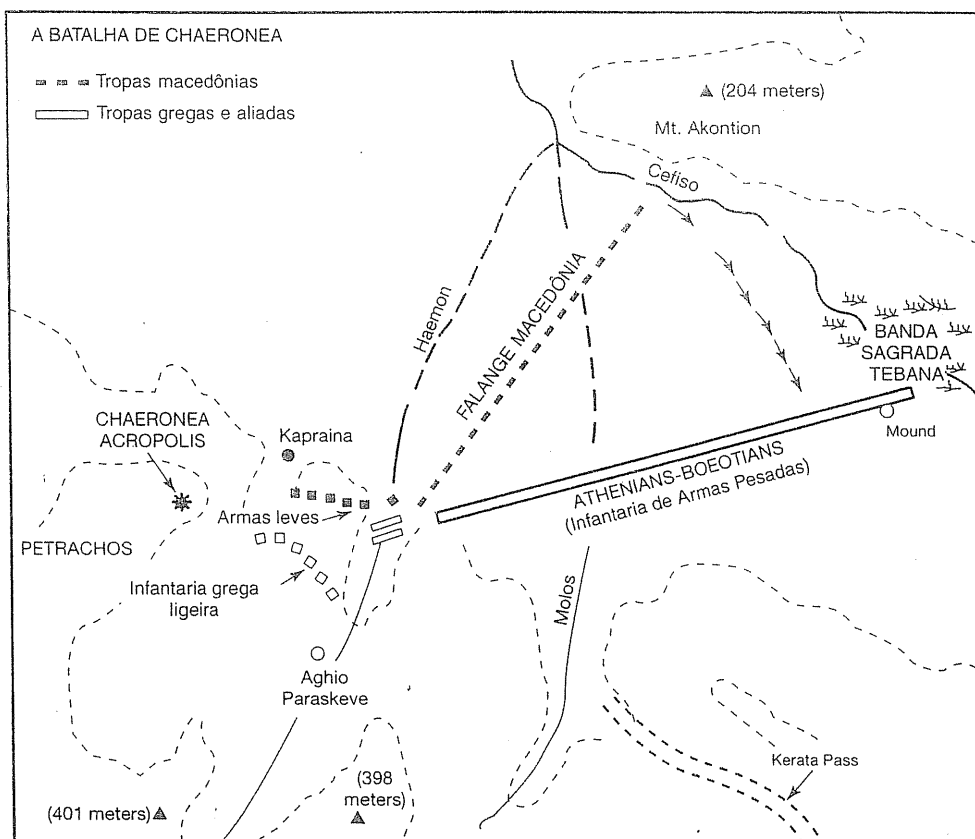 A BATALHA DE CHAERONEA
Tropas macedônias
Tropas gregas e aliadas
(204 meters)
Mt. Akontion
Cefiso
Haemon
FALANGE MACEDÔNIA
BANDA
SAGRADA
TEBANA
Mound
CHAERONEA
ACROPOLIS
Kapraina
ATHENIANS-BOEOTIANS
(Infantaria de Armas Pesadas)
Armas leves
PETRACHOS
Infantaria grega
ligeira
Molos
Aghio
Paraskeve
Kerata Pass
(398
meters)
(401 meters)